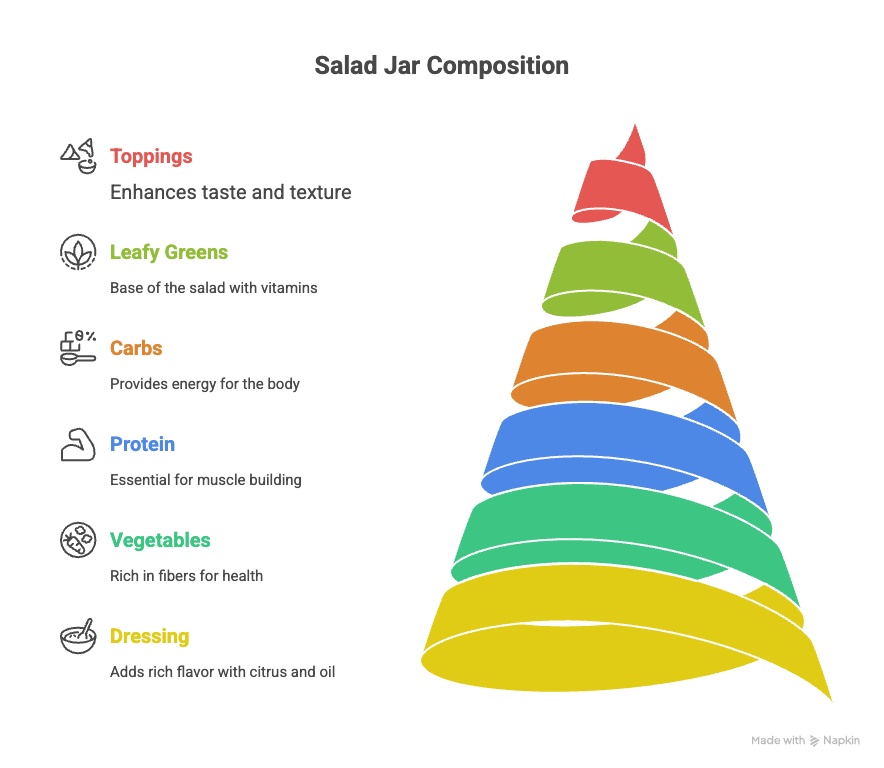 Salad Jar Composition
Toppings
Enhances taste and texture
Leafy Greens
Base of the salad with vitamins
0%
Carbs
Provides energy for the body
Protein
Essential for muscle building
Vegetables
Rich in fibers for health
Dressing
Adds rich flavor with citrus and oil
Made with Napkin